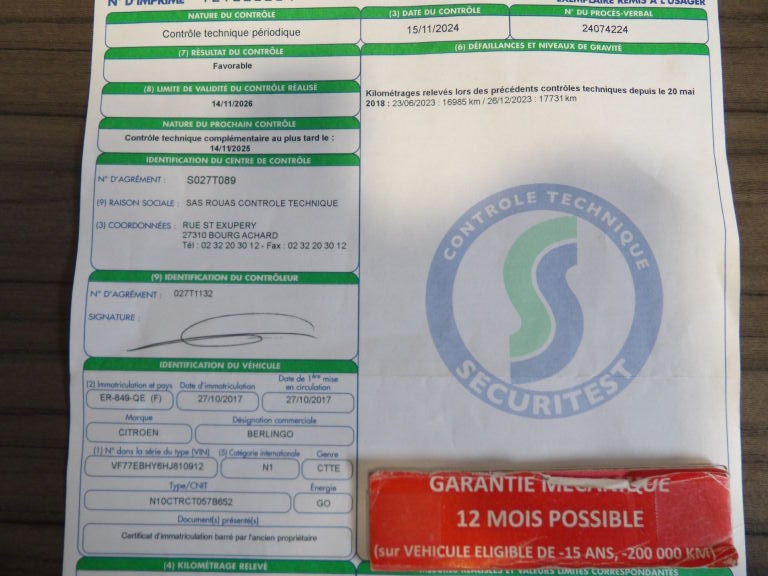 N° D'IMPRIMÉ
EXEMPLAIRE REMIS À L'USAGER
NATURE DU CONTRÔLE
Contrôle technique périodique
(3) DATE DU CONTRÔLE
15/11/2024
N° DU PROCÈS-VERBAL
24074224
(7) RÉSULTAT DU CONTRÔLE
Favorable
(6) DÉFAILLANCES ET NIVEAUX DE GRAVITÉ
(8) LIMITE DE VALIDITÉ DU CONTRÔLE RÉALISÉ
14/11/2026
Kilométrages relevés lors des précédents contrôles techniques depuis le 20 mai
2018 : 23/06/2023 : 16985 km / 26/12/2023 : 17731 km
NATURE DU PROCHAIN CONTRÔLE
Contrôle technique complémentaire au plus tard le :
14/11/2025
IDENTIFICATION DU CENTRE DE CONTRÔLE
N° D'AGRÉMENT : S027T089
(9) RAISON SOCIALE : SAS ROUAS CONTROLE TECHNIQUE
(3) COORDONNÉES : RUE ST EXUPERY
27310 BOURG ACHARD
Tél : 02 32 20 30 12 - Fax : 02 32 20 30 12
CONTROLE TECHNIQUE
SECURITEST
(9) IDENTIFICATION DU CONTRÔLEUR
N° D'AGRÉMENT : 027T1132
SIGNATURE :
IDENTIFICATION DU VÉHICULE
(2) Immatriculation et pays
Date d'immatriculation
Date de 1ère mise
en circulation
ER-849-QE (F)
27/10/2017
27/10/2017
Marque
Désignation commerciale
CITROEN
BERLINGO
(1) N° dans la série du type (VIN)
(5) Catégorie internationale
Genre
VF77EBHY6HJ810912
N1
CTTE
Type/CNIT
Énergie
N10CTRCT057B652
GO
Document(s) présenté(s)
Certificat d'immatriculation barré par l'ancien propriétaire
(4) KILOMÉTRAGE RELEVÉ
GARANTIE MECANIQUE
12 MOIS POSSIBLE
(sur VEHICULE ELIGIBLE DE -15 ANS, -200 000 KM)
MESURES RÉALISÉES ET VALEURS LIMITES CORRESPONDANTES